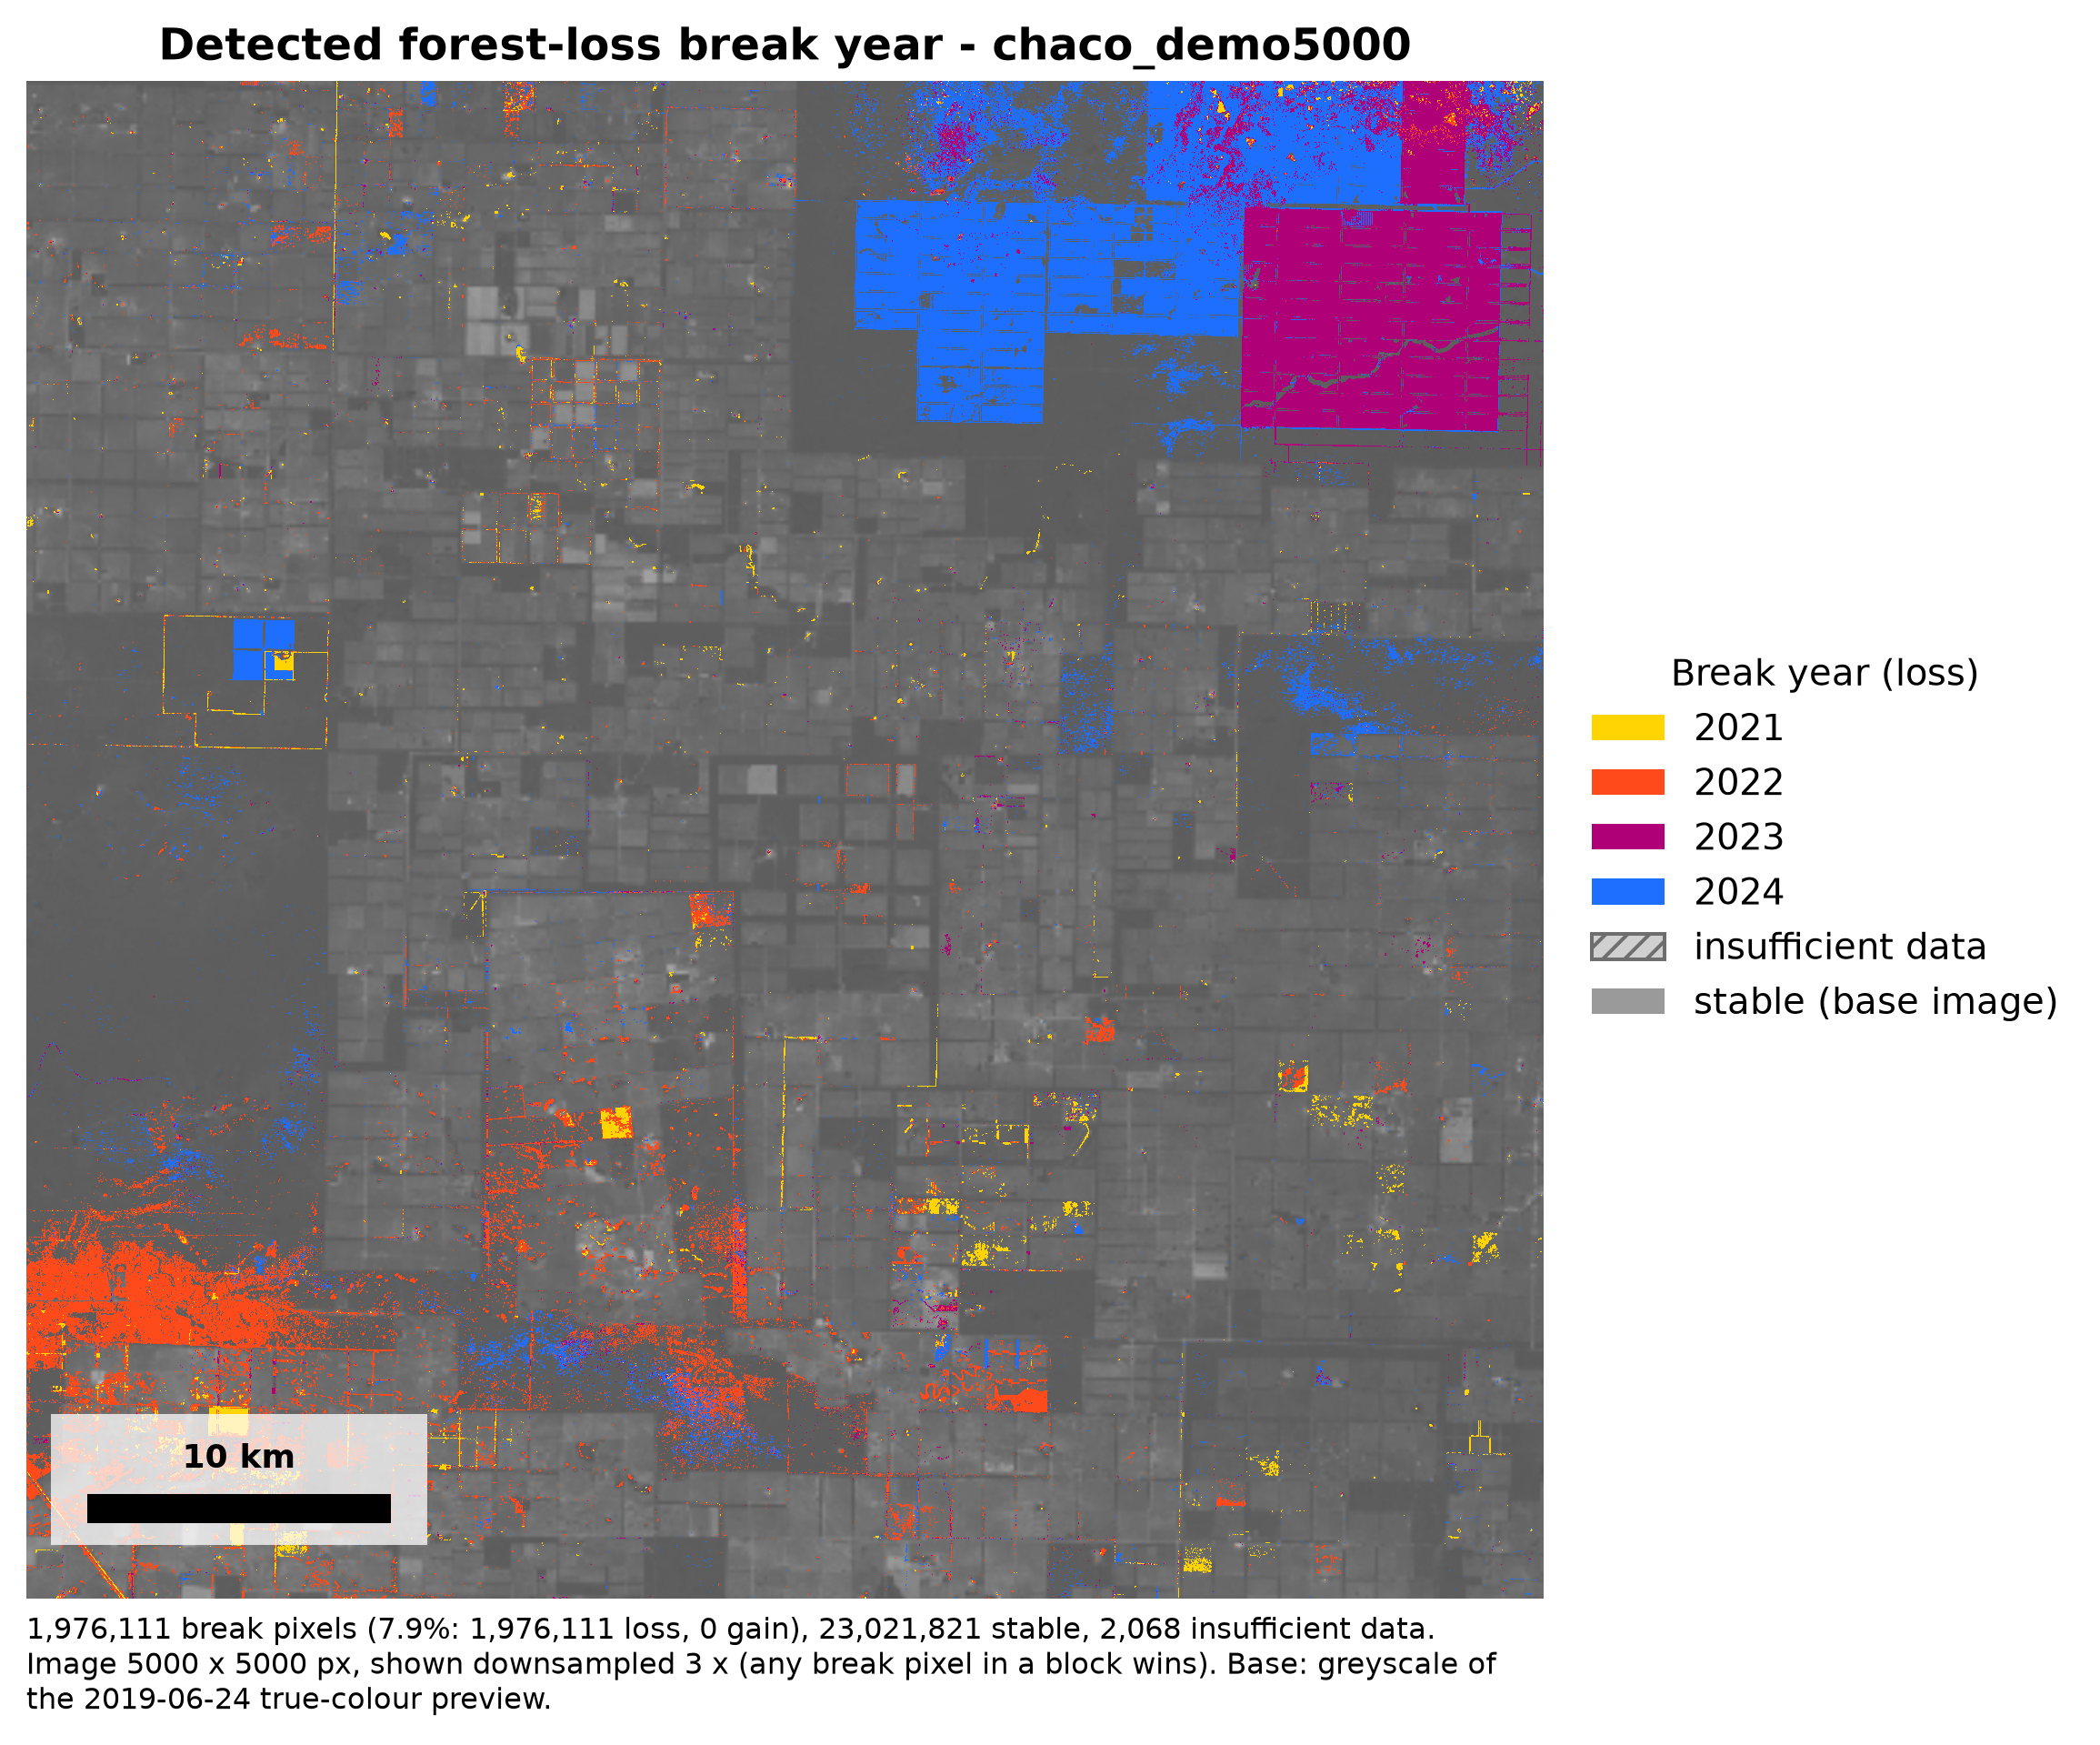 Detected forest-loss break year - chaco_demo5000
Break year (loss)
2021
2022
2023
2024
insufficient data
stable (base image)
10 km
1,976,111 break pixels (7.9%: 1,976,111 loss, 0 gain), 23,021,821 stable, 2,068 insufficient data.
Image 5000 x 5000 px, shown downsampled 3 x (any break pixel in a block wins). Base: greyscale of
the 2019-06-24 true-colour preview.